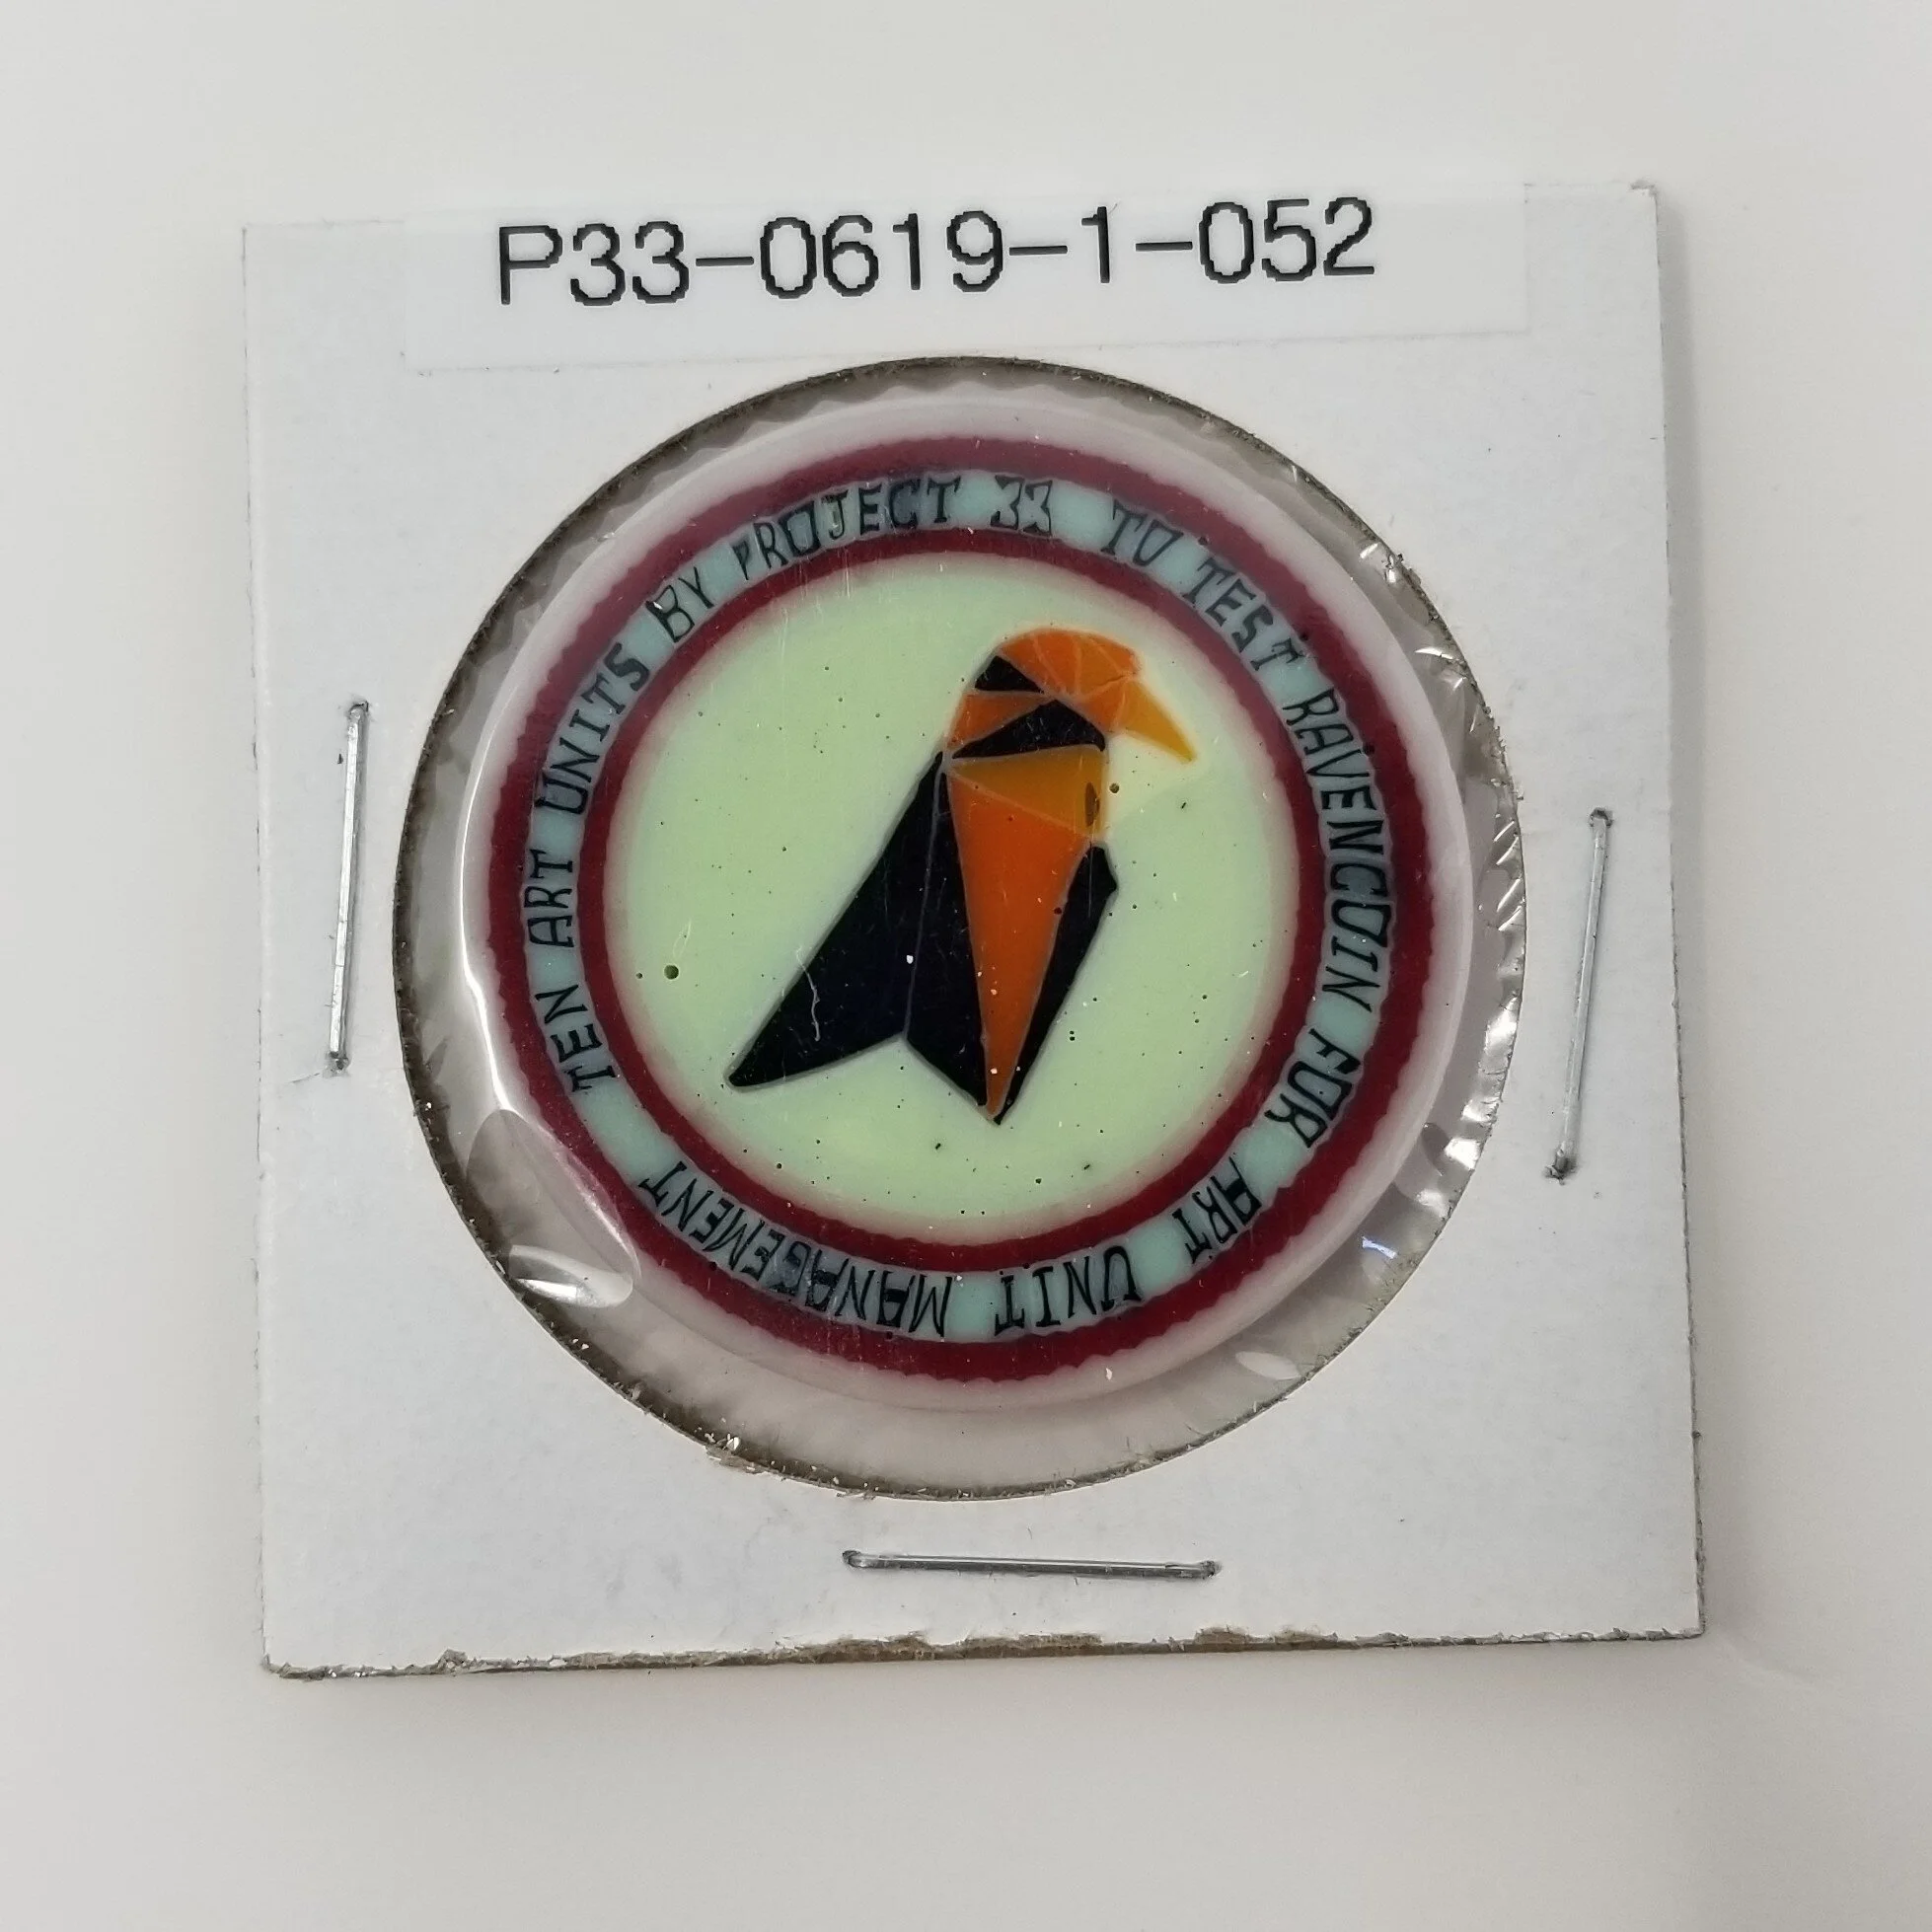 P33-0619-1-052
TEN ART UNITS BY PROJECT 33 TO TEST RAVENCOIN FOR ART UNIT MANAGEMENT